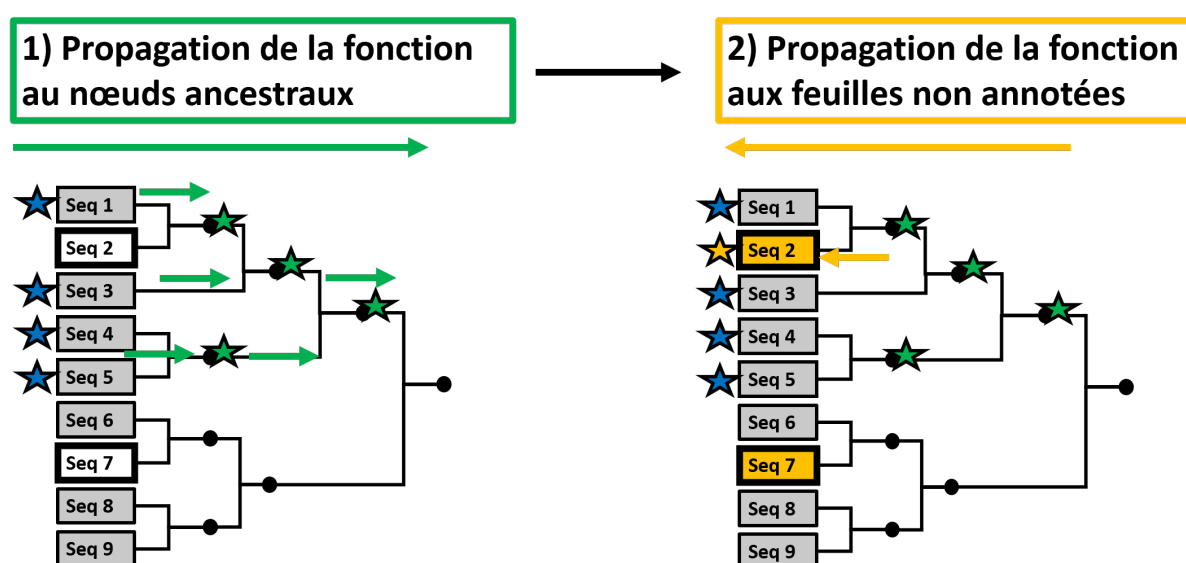 1) Propagation de la fonction
au nœuds ancestraux
2) Propagation de la fonction
aux feuilles non annotées
Seq 1
Seq 2
Seq 3
Seq 4
Seq 5
Seq 6
Seq 7
Seq 8
Seq 9
Seq 1
Seq 2
Seq 3
Seq 4
Seq 5
Seq 6
Seq 7
Seq 8
Seq 9